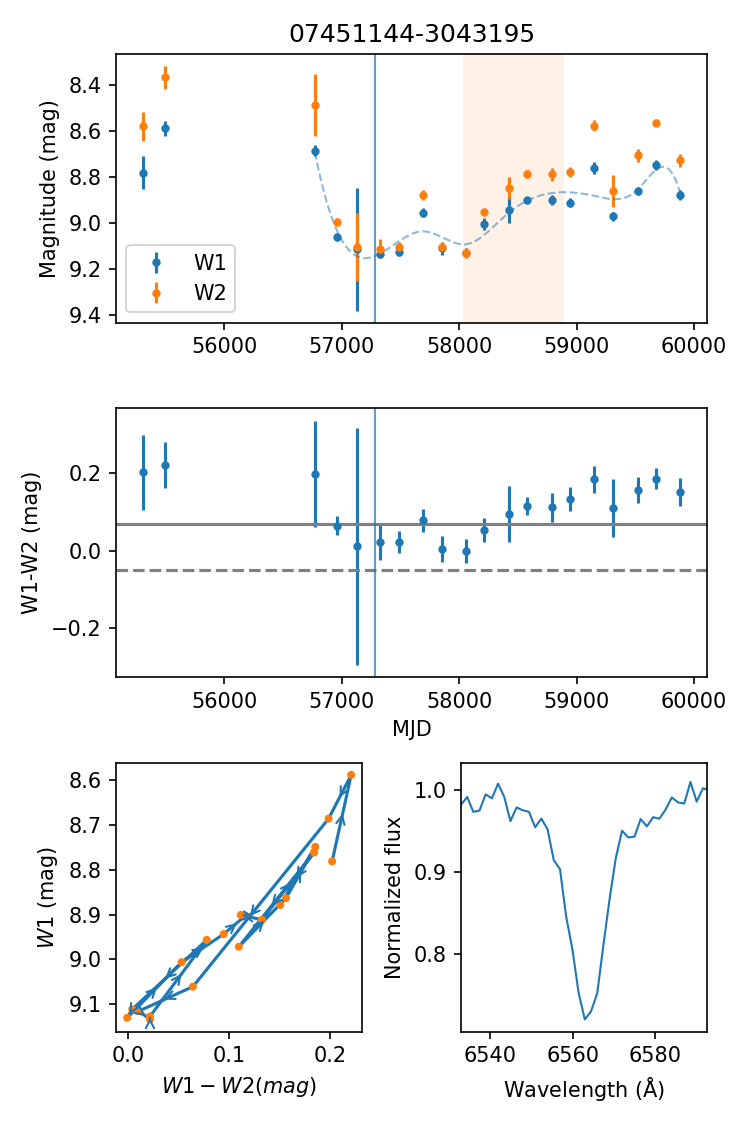 07451144-3043195
Magnitude (mag)
8.4
8.6
8.8
9.0
9.2
9.4
W1
W2
56000 57000 58000 59000 60000
W1-W2 (mag)
0.2
0.0
−0.2
56000 57000 58000 59000 60000
MJD
W1 (mag)
8.6
8.7
8.8
8.9
9.0
9.1
0.0 0.1 0.2
W1 − W2(mag)
Normalized flux
1.0
0.9
0.8
6540 6560 6580
Wavelength (Å)